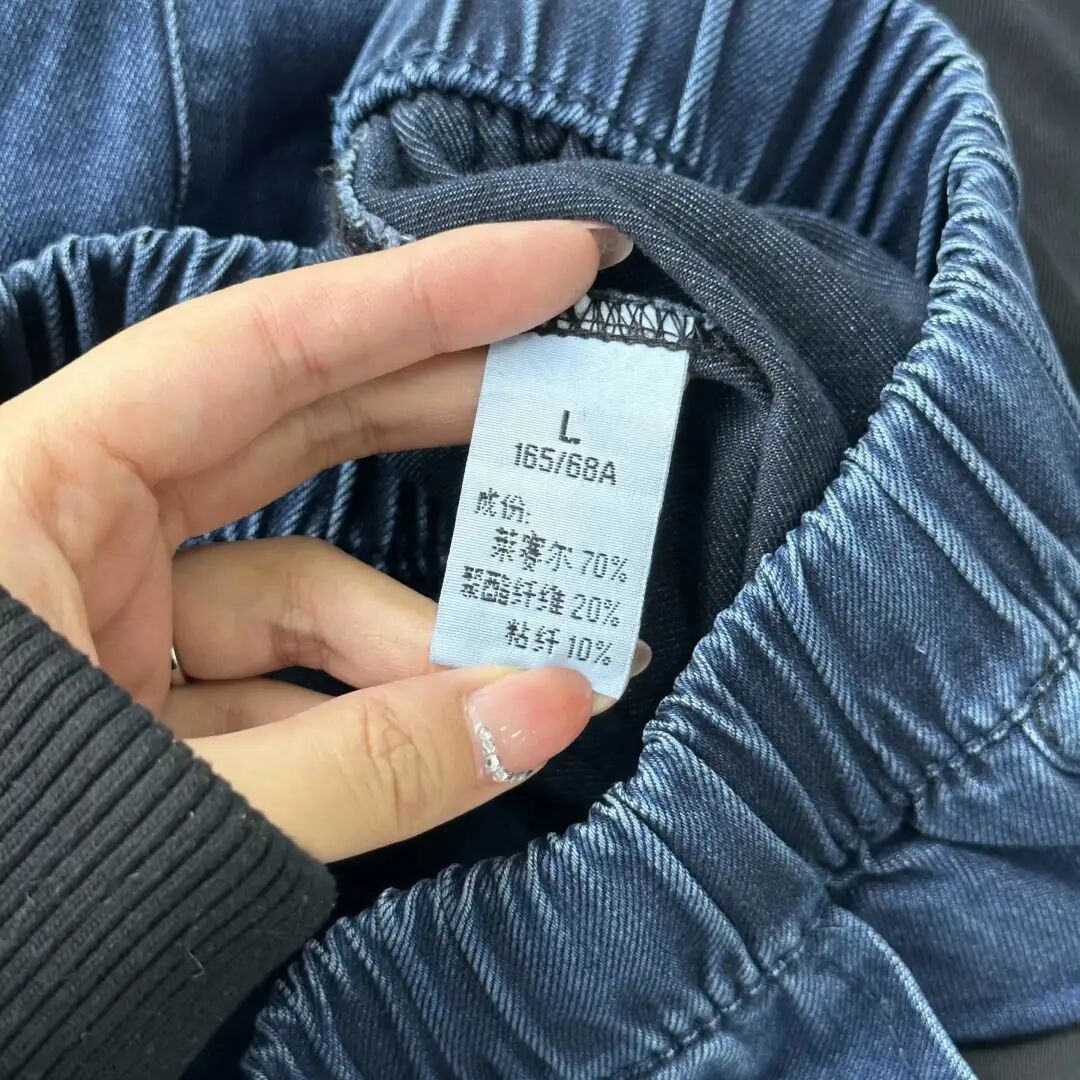 L
165/68A
成份:
莱赛尔 70%
聚酯纤维 20%
粘纤 10%